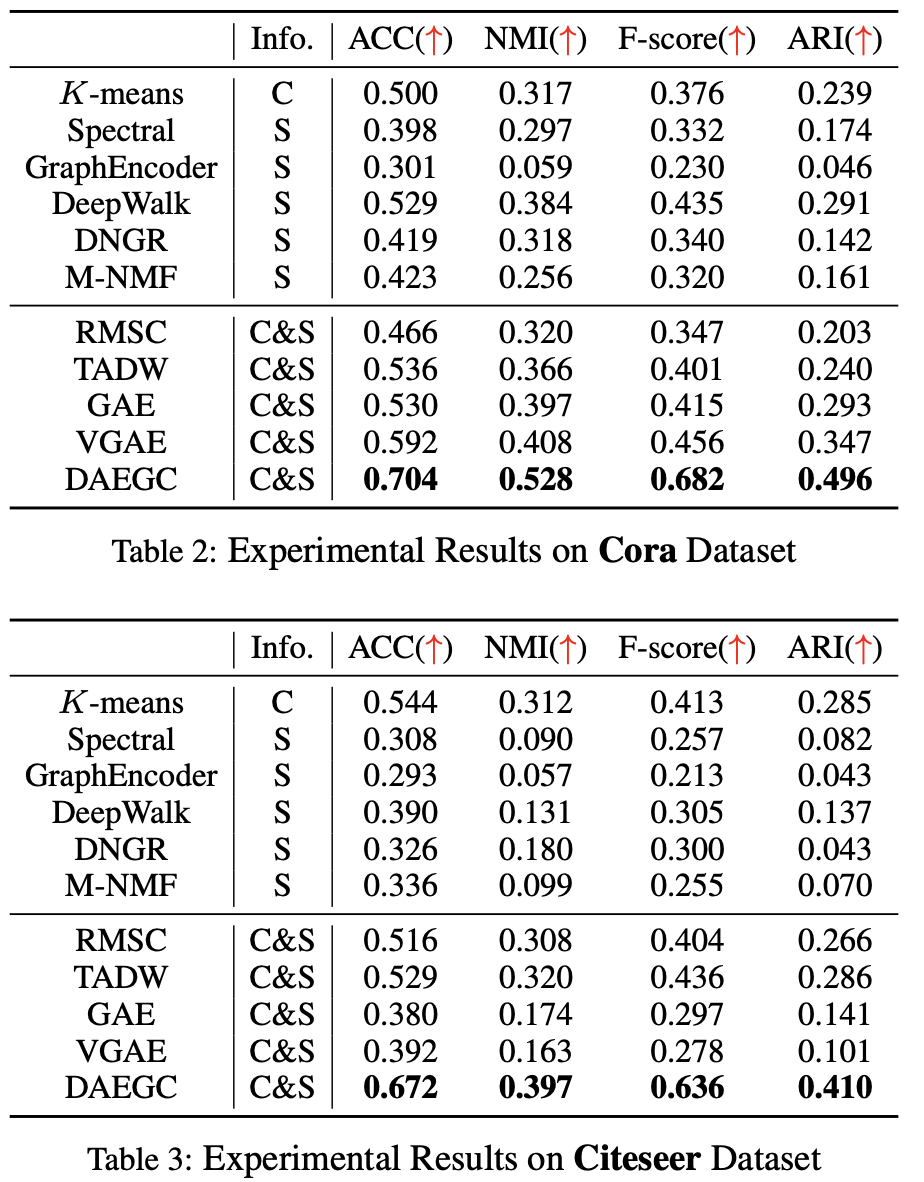 Info. ACC(↑) NMI(↑) F-score(↑) ARI(↑)
K-means C 0.500 0.317 0.376 0.239
Spectral S 0.398 0.297 0.332 0.174
GraphEncoder S 0.301 0.059 0.230 0.046
DeepWalk S 0.529 0.384 0.435 0.291
DNGR S 0.419 0.318 0.340 0.142
M-NMF S 0.423 0.256 0.320 0.161
RMSC C&S 0.466 0.320 0.347 0.203
TADW C&S 0.536 0.366 0.401 0.240
GAE C&S 0.530 0.397 0.415 0.293
VGAE C&S 0.592 0.408 0.456 0.347
DAEGC C&S 0.704 0.528 0.682 0.496
Table 2: Experimental Results on Cora Dataset
Info. ACC(↑) NMI(↑) F-score(↑) ARI(↑)
K-means C 0.544 0.312 0.413 0.285
Spectral S 0.308 0.090 0.257 0.082
GraphEncoder S 0.293 0.057 0.213 0.043
DeepWalk S 0.390 0.131 0.305 0.137
DNGR S 0.326 0.180 0.300 0.043
M-NMF S 0.336 0.099 0.255 0.070
RMSC C&S 0.516 0.308 0.404 0.266
TADW C&S 0.529 0.320 0.436 0.286
GAE C&S 0.380 0.174 0.297 0.141
VGAE C&S 0.392 0.163 0.278 0.101
DAEGC C&S 0.672 0.397 0.636 0.410
Table 3: Experimental Results on Citeseer Dataset